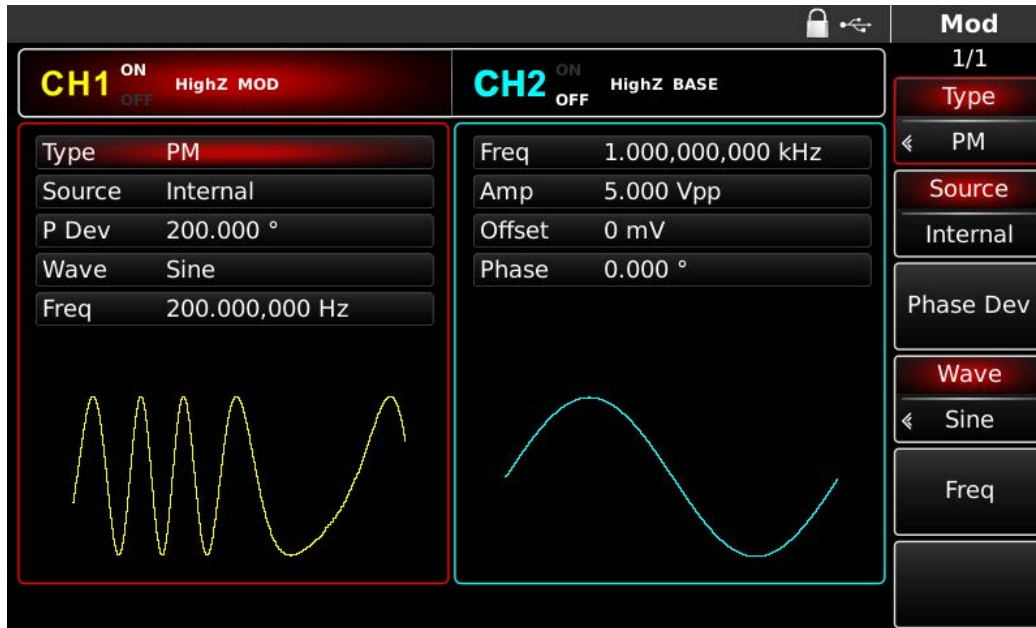 Mod
1/1
CH1 ON OFF HighZ MOD
CH2 ON OFF HighZ BASE
Type PM
Source Internal
P Dev 200.000 °
Wave Sine
Freq 200.000,000 Hz
Freq 1.000,000,000 kHz
Amp 5.000 Vpp
Offset 0 mV
Phase 0.000 °
Type
PM
Source
Internal
Phase Dev
Wave
Sine
Freq